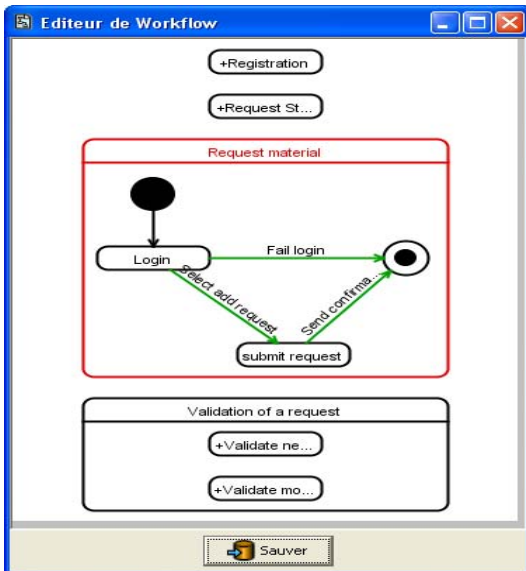 Editeur de Workflow
+Registration
+Request St...
Request material
Login
Fail login
Select add request
Send confirma...
submit request
Validation of a request
+Validate ne...
+Validate mo...
Sauver